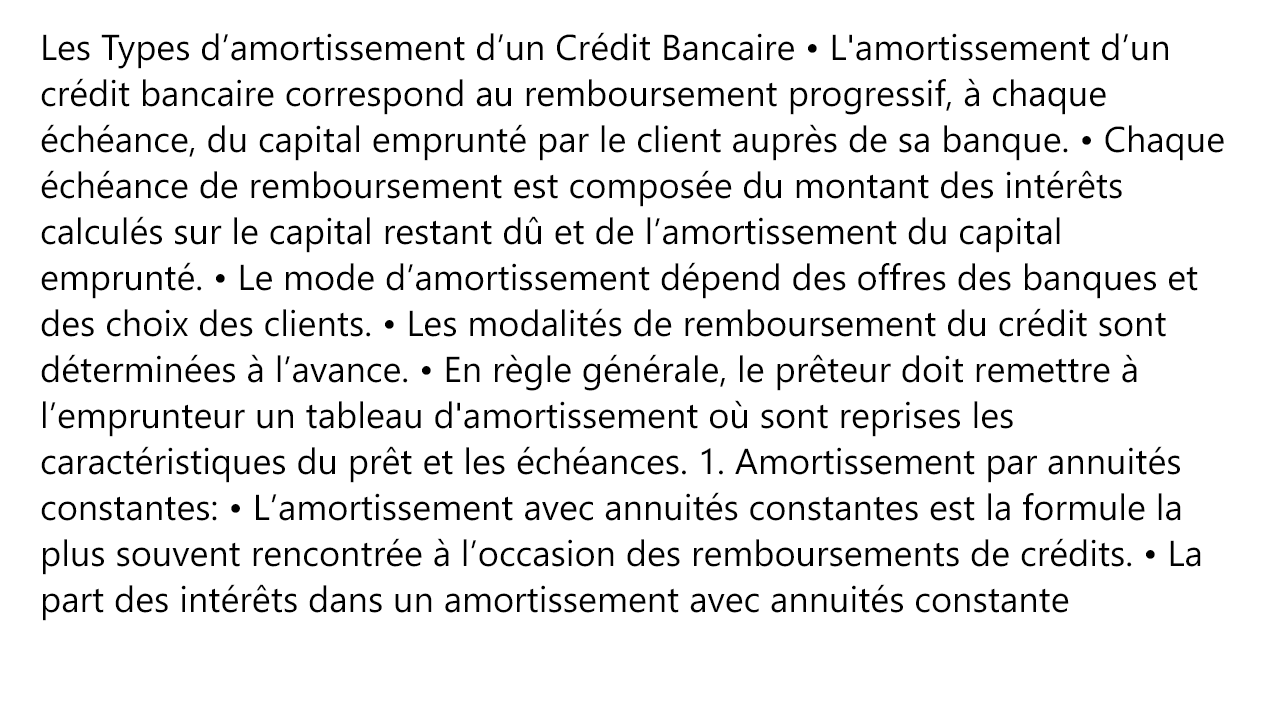 Les Types d’amortissement d’un Crédit Bancaire • L'amortissement d’un
crédit bancaire correspond au remboursement progressif, à chaque
échéance, du capital emprunté par le client auprès de sa banque. • Chaque
échéance de remboursement est composée du montant des intérêts
calculés sur le capital restant dû et de l’amortissement du capital
emprunté. • Le mode d’amortissement dépend des offres des banques et
des choix des clients. • Les modalités de remboursement du crédit sont
déterminées à l’avance. • En règle générale, le prêteur doit remettre à
l’emprunteur un tableau d'amortissement où sont reprises les
caractéristiques du prêt et les échéances. 1. Amortissement par annuités
constantes: • L’amortissement avec annuités constantes est la formule la
plus souvent rencontrée à l’occasion des remboursements de crédits. • La
part des intérêts dans un amortissement avec annuités constante